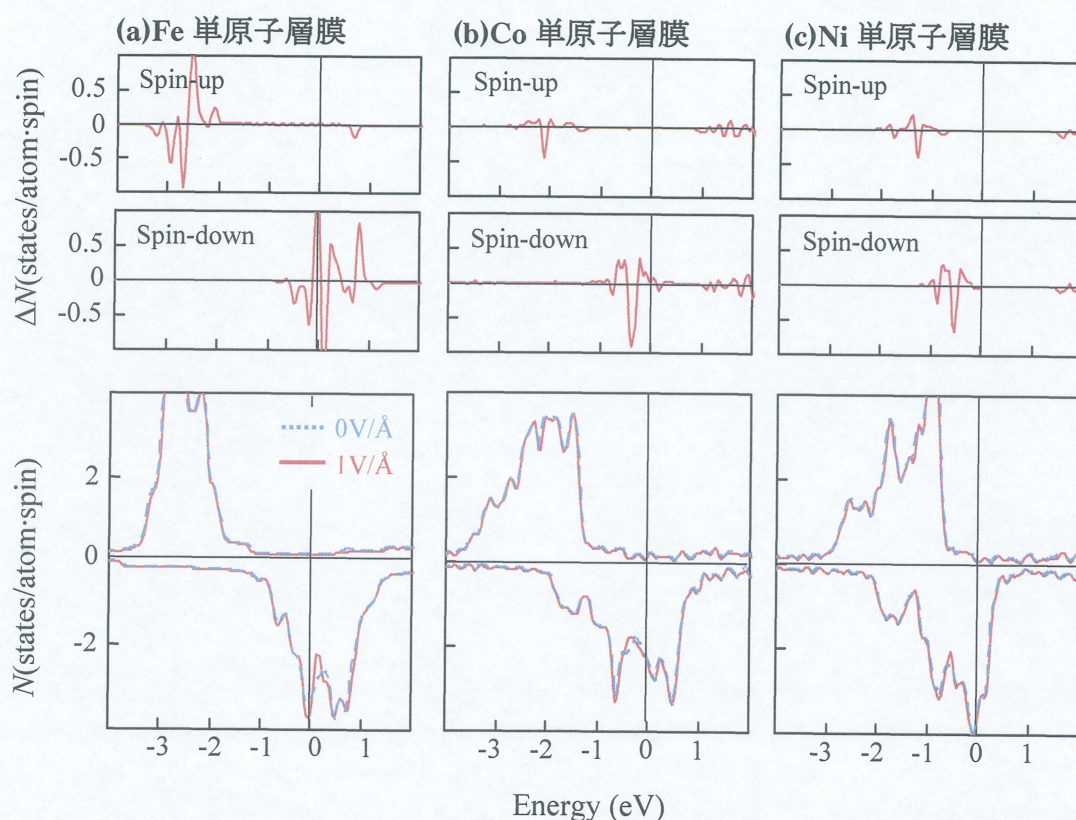 (a)Fe 単原子層膜
(b)Co 単原子層膜
(c)Ni 単原子層膜
ΔN(states/atom·spin)
0.5
0
-0.5
Spin-up
Spin-up
Spin-up
0.5
0
-0.5
Spin-down
Spin-down
Spin-down
N(states/atom·spin)
2
0
-2
0V/Å
1V/Å
-3 -2 -1 0 1
-3 -2 -1 0 1
-3 -2 -1 0 1
Energy (eV)